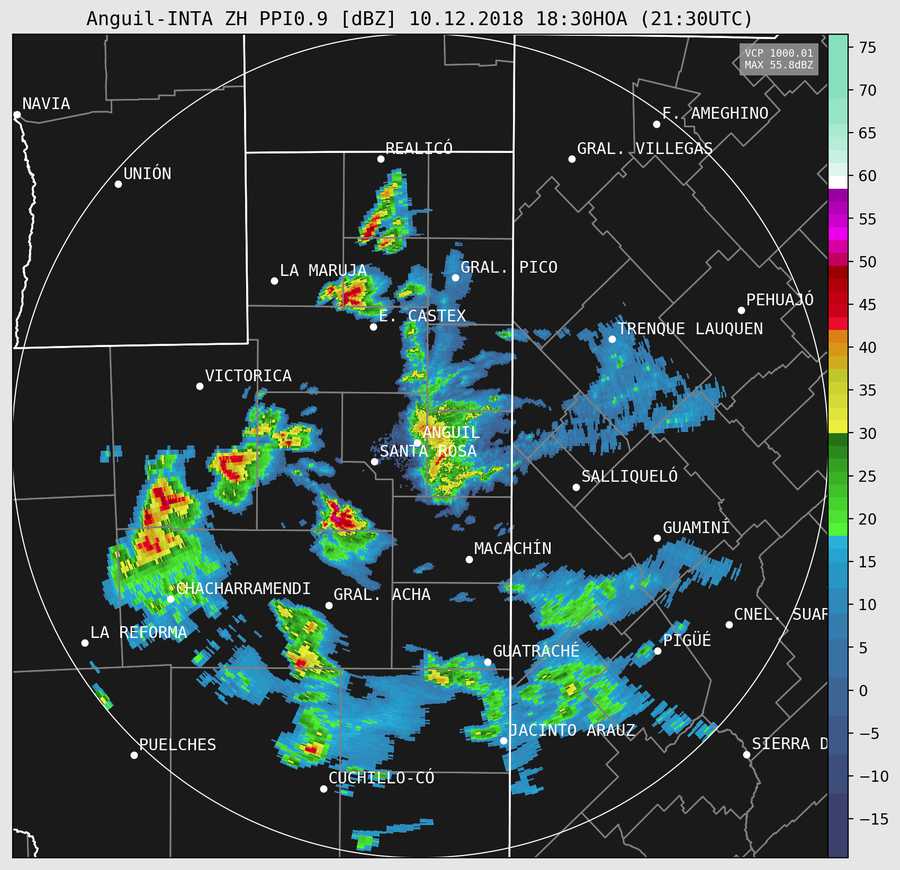 Anguil-INTA ZH PPI0.9 [dBZ] 10.12.2018 18:30HOA (21:30UTC)
VCP 1000.01
MAX 55.8dBZ
NAVIA
F. AMEGHINO
REALICÓ
GRAL. VILLEGAS
UNIÓN
LA MARUJA
GRAL. PICO
PEHUAJÓ
E. CASTEX
TRENQUE LAUQUEN
VICTORICA
ANGUIL
SANTA ROSA
SALLIQUELÓ
GUAMINÍ
MACACHÍN
CHACHARRAMENDI
GRAL. ACHA
CNEL. SUAR
LA REFORMA
PIGÜÉ
GUATRACHÉ
JACINTO ARAUZ
PUELCHES
SIERRA D
CUCHILLO-CÓ
75
70
65
60
55
50
45
40
35
30
25
20
15
10
5
0
−5
−10
−15